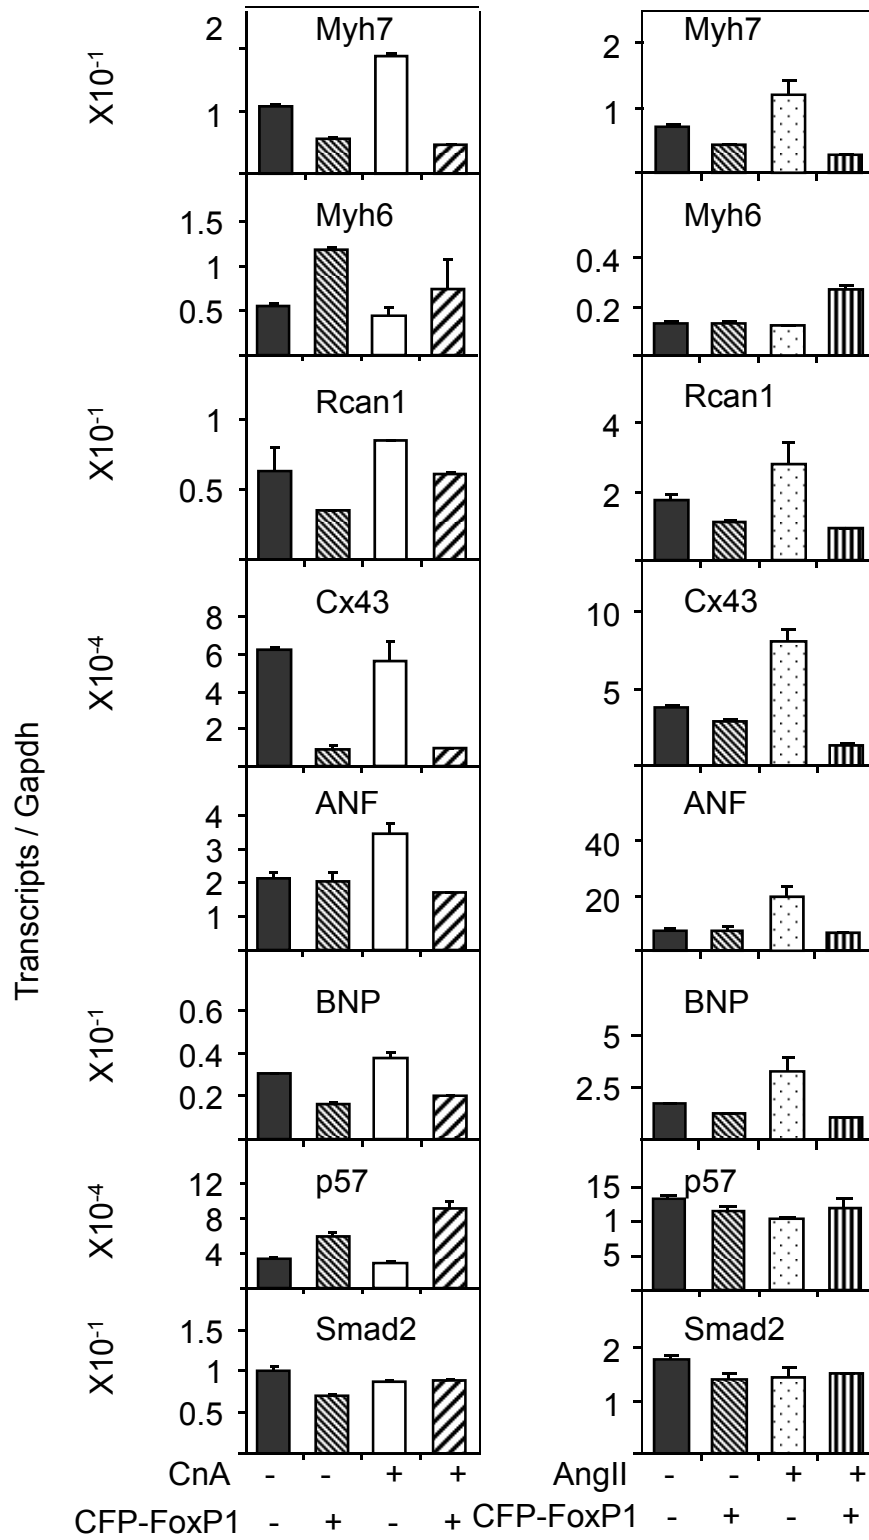 Transcripts / Gapdh
Myh7
X10-1
2
1
Myh7
2
1
Myh6
1.5
1
0.5
Myh6
0.4
0.2
Rcan1
X10-1
1
0.5
Rcan1
4
2
Cx43
X10-4
8
6
4
2
Cx43
10
5
ANF
4
3
2
1
ANF
40
20
BNP
X10-1
0.6
0.4
0.2
BNP
5
2.5
p57
X10-4
12
8
4
p57
15
1
5
Smad2
X10-1
1.5
1
0.5
Smad2
2
1
CnA - - + +
CFP-FoxP1 - + - +
AngII - - + +
CFP-FoxP1 - + - +